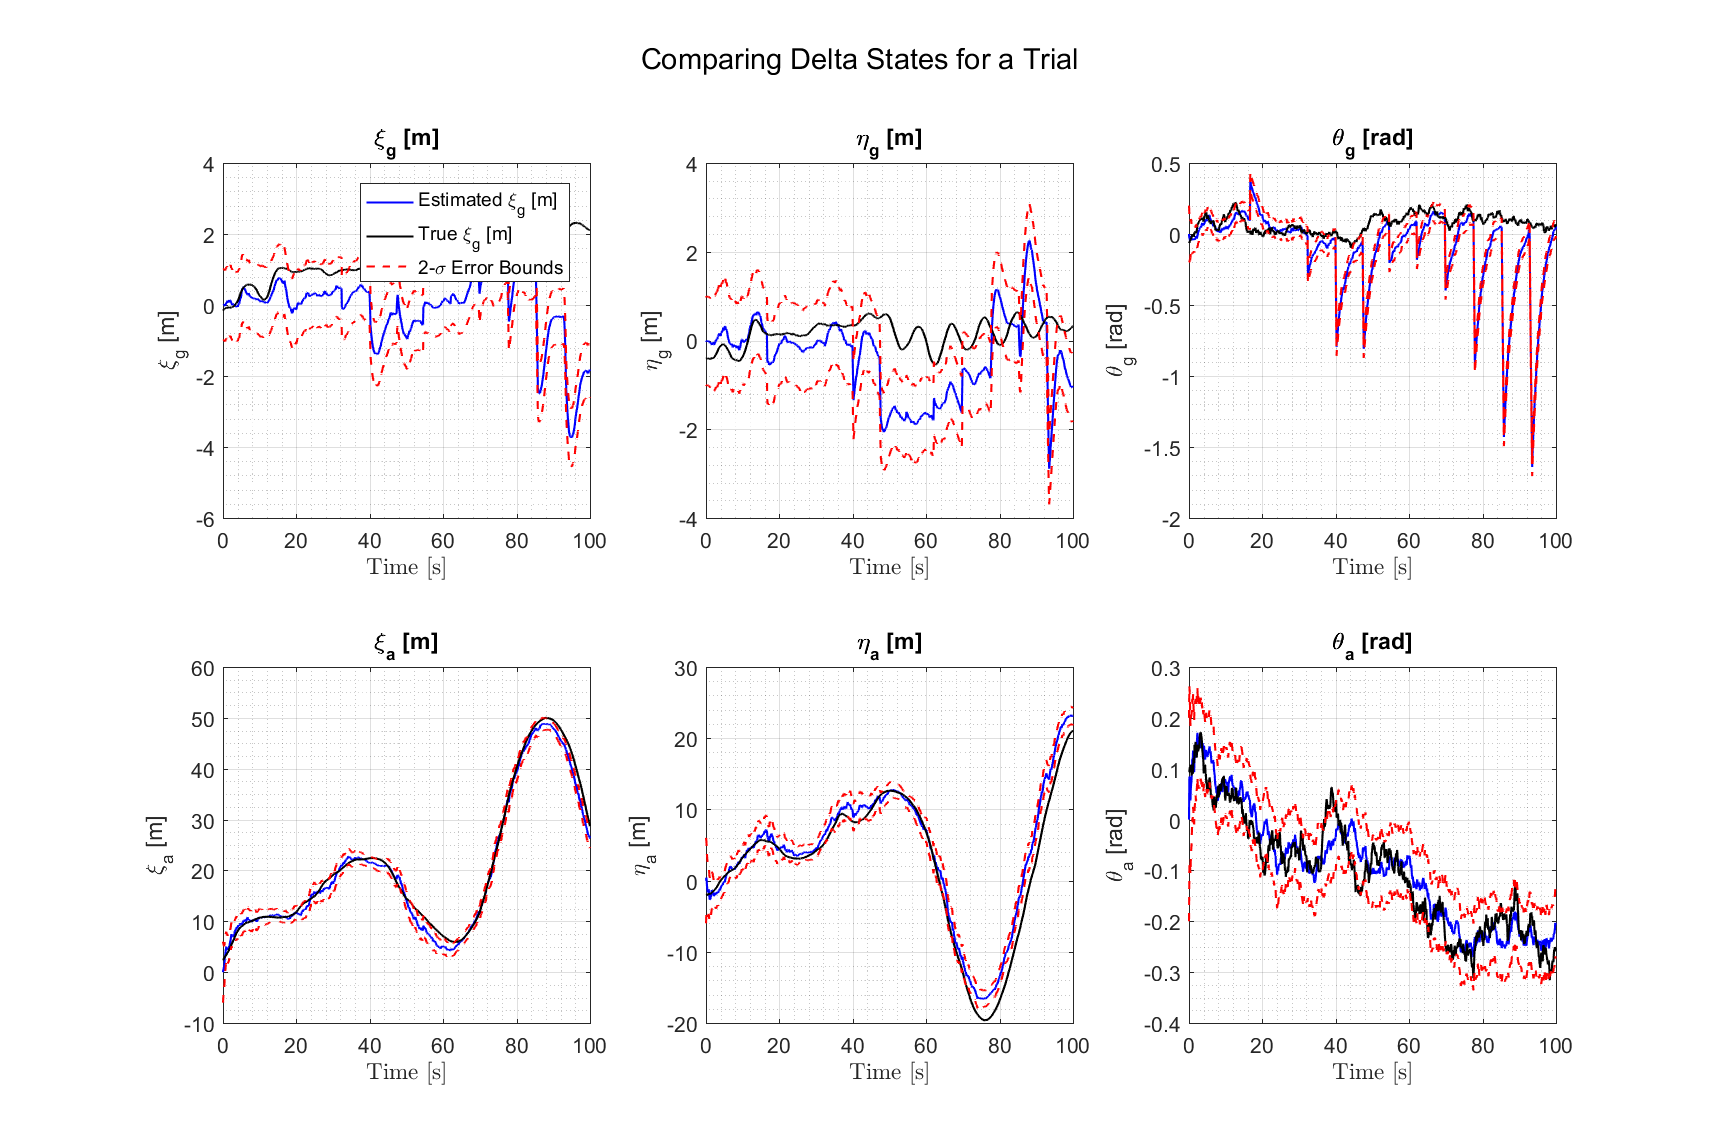 Comparing Delta States for a Trial
ξg [m]
ηg [m]
θg [rad]
4
2
0
-2
-4
-6
ξg [m]
Estimated ξg [m]
True ξg [m]
2-σ Error Bounds
0 20 40 60 80 100
Time [s]
4
2
0
-2
-4
ηg [m]
0 20 40 60 80 100
Time [s]
0.5
0
-0.5
-1
-1.5
-2
θg [rad]
0 20 40 60 80 100
Time [s]
ξa [m]
ηa [m]
θa [rad]
60
50
40
30
20
10
0
-10
ξa [m]
0 20 40 60 80 100
Time [s]
30
20
10
0
-10
-20
ηa [m]
0 20 40 60 80 100
Time [s]
0.3
0.2
0.1
0
-0.1
-0.2
-0.3
-0.4
θa [rad]
0 20 40 60 80 100
Time [s]